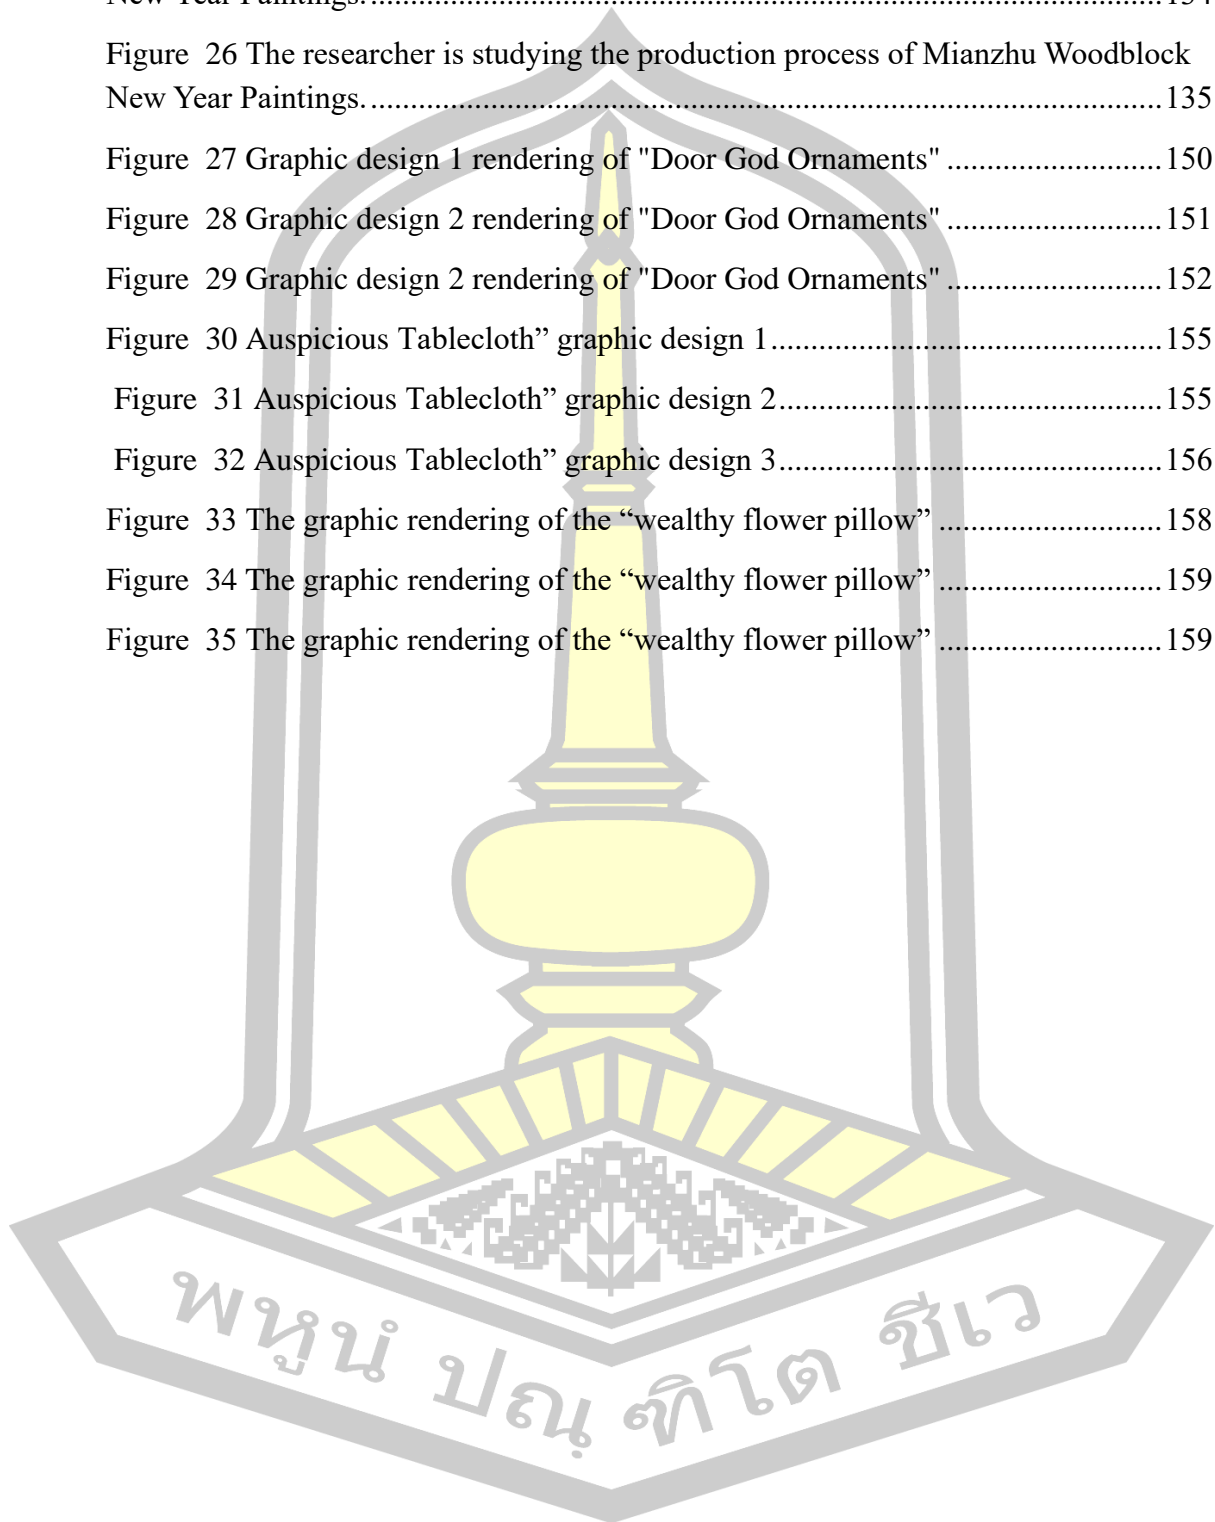 New Year Paintings. ........................................................................................................ 134
Figure  26 The researcher is studying the production process of Mianzhu Woodblock
New Year Paintings. ........................................................................................................ 135
Figure  27 Graphic design 1 rendering of "Door God Ornaments" ............................ 150
Figure  28 Graphic design 2 rendering of "Door God Ornaments" ............................ 151
Figure  29 Graphic design 2 rendering of "Door God Ornaments" ............................ 152
Figure  30 Auspicious Tablecloth” graphic design 1 ................................................... 155
Figure  31 Auspicious Tablecloth” graphic design 2 .................................................. 155
Figure  32 Auspicious Tablecloth” graphic design 3 .................................................. 156
Figure  33 The graphic rendering of the “wealthy flower pillow” ............................. 158
Figure  34 The graphic rendering of the “wealthy flower pillow” ............................. 159
Figure  35 The graphic rendering of the “wealthy flower pillow” ............................. 159
พหูนํ ปณฺฑิโต ชีเว